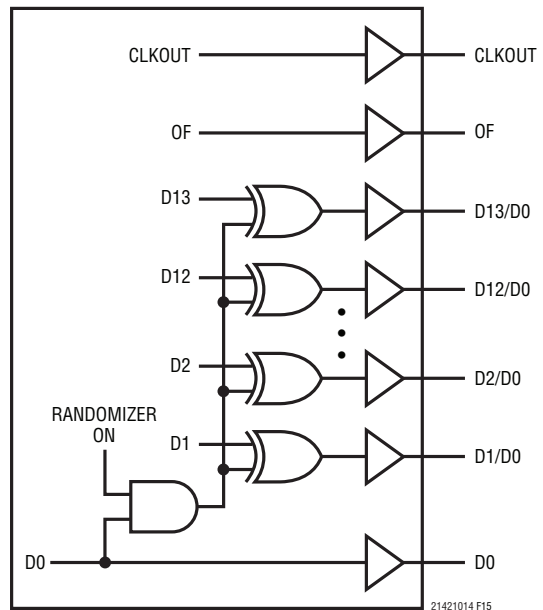 CLKOUT
CLKOUT
OF
OF
D13
D13/D0
D12
D12/D0
D2
D2/D0
RANDOMIZER
ON
D1
D1/D0
D0
D0
21421014 F15